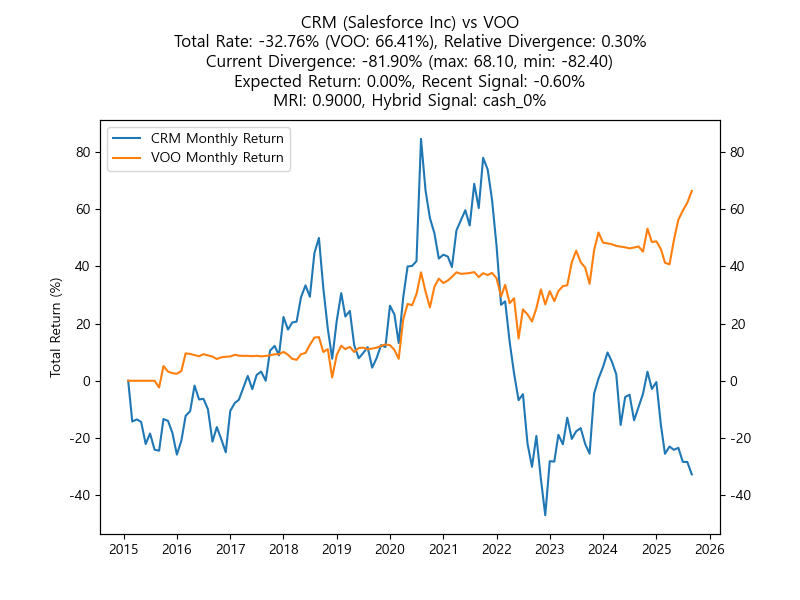 CRM (Salesforce Inc) vs VOO
Total Rate: -32.76% (VOO: 66.41%), Relative Divergence: 0.30%
Current Divergence: -81.90% (max: 68.10, min: -82.40)
Expected Return: 0.00%, Recent Signal: -0.60%
MRI: 0.9000, Hybrid Signal: cash_0%
CRM Monthly Return
VOO Monthly Return
Total Return (%)
80
60
40
20
0
-20
-40
80
60
40
20
0
-20
-40
2015 2016 2017 2018 2019 2020 2021 2022 2023 2024 2025 2026